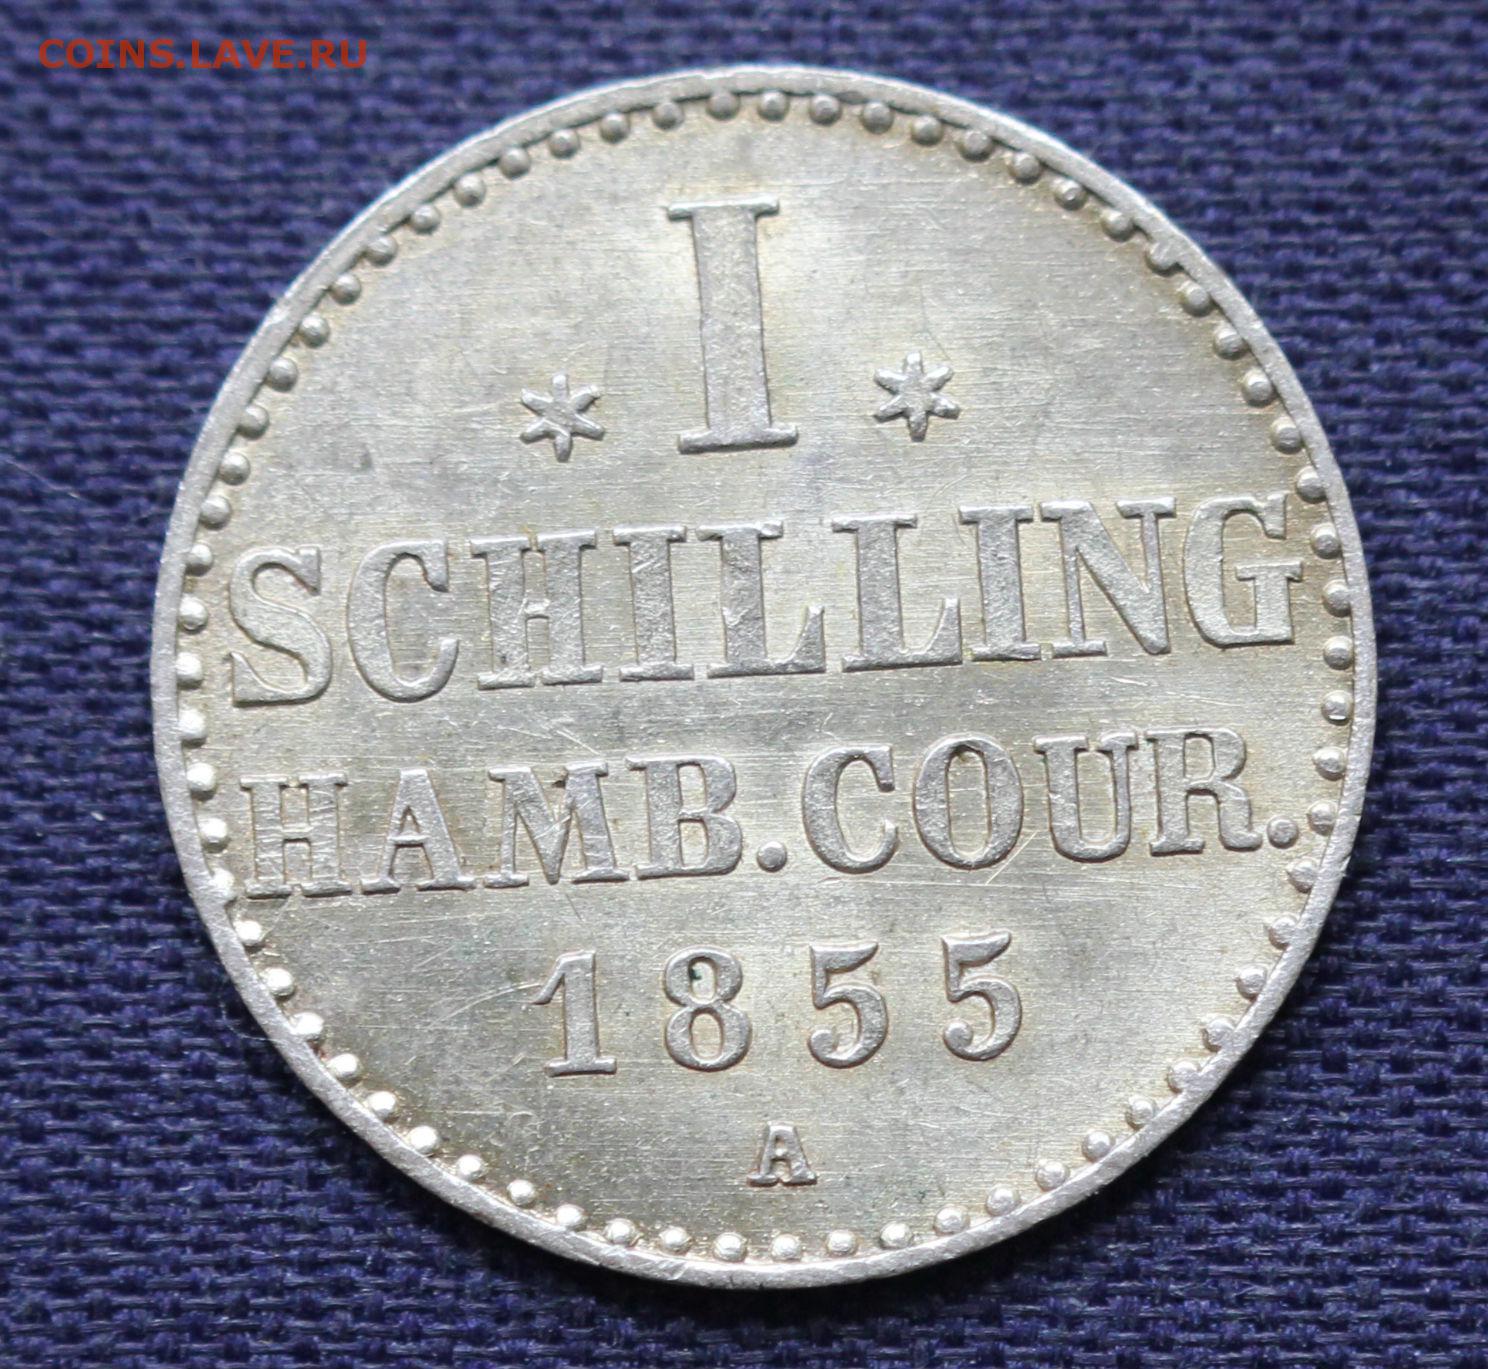 COINS.LAVE.RU
I
SCHILLING
HAMB. COUR.
1855
A